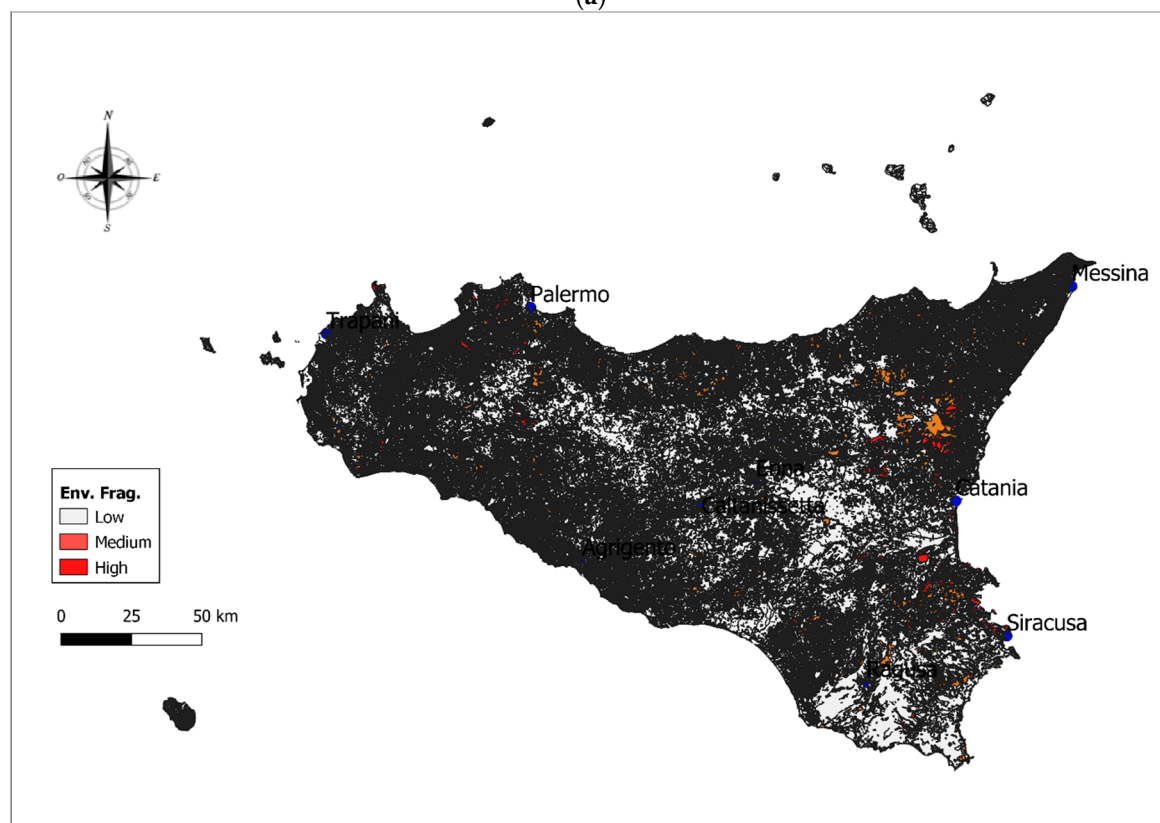 (a)
N
O
E
S
Messina
Palermo
Trapani
Enna
Catania
Caltanissetta
Agrigento
Env. Frag.
Low
Medium
High
0 25 50 km
Siracusa
Ragusa